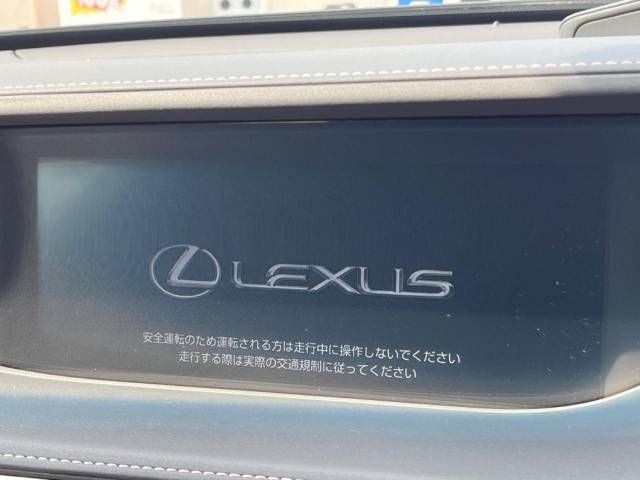 LEXUS
安全運転のため運転される方は走行中に操作しないでください
走行する際は実際の交通規制に従ってください